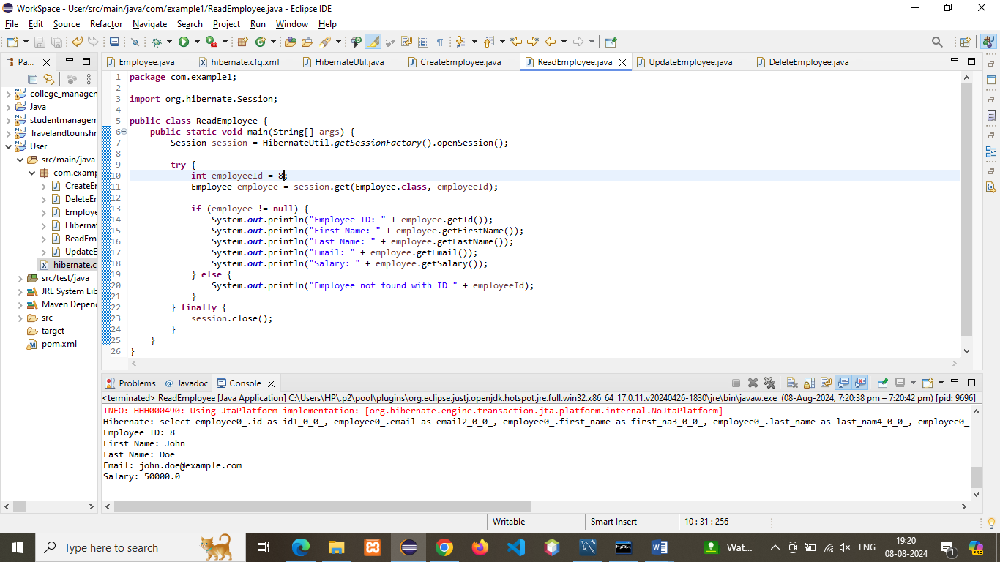 WorkSpace - User/src/main/java/com/example1/ReadEmployee.java - Eclipse IDE
File Edit Source Refactor Navigate Search Project Run Window Help
Pa...
Employee.java hibernate.cfg.xml HibernateUtil.java CreateEmployee.java ReadEmployee.java UpdateEmployee.java DeleteEmployee.java
college_managem
Java
studentmanagem
Travelandtourishm
User
src/main/java
com.examp
CreateEr
DeleteEn
Employe
Hibernat
ReadEm
UpdateE
hibernate.cf
src/test/java
JRE System Lib
Maven Depend
src
target
pom.xml
1 package com.example1;
2
3 import org.hibernate.Session;
4
5 public class ReadEmployee {
6 public static void main(String[] args) {
7 Session session = HibernateUtil.getSessionFactory().openSession();
8
9 try {
10 int employeeId = 8;
11 Employee employee = session.get(Employee.class, employeeId);
12
13 if (employee != null) {
14 System.out.println("Employee ID: " + employee.getId());
15 System.out.println("First Name: " + employee.getFirstName());
16 System.out.println("Last Name: " + employee.getLastName());
17 System.out.println("Email: " + employee.getEmail());
18 System.out.println("Salary: " + employee.getSalary());
19 } else {
20 System.out.println("Employee not found with ID " + employeeId);
21 }
22 } finally {
23 session.close();
24 }
25 }
26 }
Problems Javadoc Console
<terminated> ReadEmployee [Java Application] C:\Users\HP\.p2\pool\plugins\org.eclipse.justj.openjdk.hotspot.jre.full.win32.x86_64_17.0.11.v20240426-1830\jre\bin\javaw.exe (08-Aug-2024, 7:20:38 pm – 7:20:42 pm) [pid: 9696]
INFO: HHH000490: Using JtaPlatform implementation: [org.hibernate.engine.transaction.jta.platform.internal.NoJtaPlatform]
Hibernate: select employee0_.id as id1_0_0_, employee0_.email as email2_0_0_, employee0_.first_name as first_na3_0_0_, employee0_.last_name as last_nam4_0_0_, employee0_
Employee ID: 8
First Name: John
Last Name: Doe
Email: john.doe@example.com
Salary: 50000.0
Writable Smart Insert 10 : 31 : 256
Type here to search
Wat... ENG
19:20
08-08-2024
1
PRE